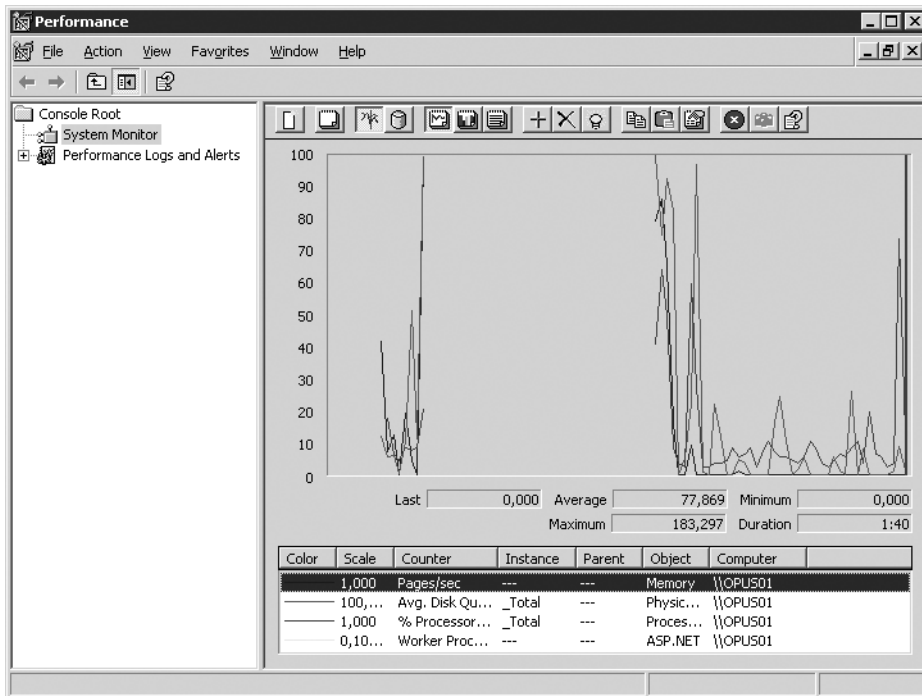 Performance
File Action View Favorites Window Help
Console Root
System Monitor
Performance Logs and Alerts
100
90
80
70
60
50
40
30
20
10
0
Last 0,000 Average 77,869 Minimum 0,000
Maximum 183,297 Duration 1:40
Color Scale Counter Instance Parent Object Computer
1,000 Pages/sec --- --- Memory \\OPUS01
100,... Avg. Disk Qu... _Total --- Physic... \\OPUS01
1,000 % Processor... _Total --- Proces... \\OPUS01
0,10... Worker Proc... --- --- ASP.NET \\OPUS01